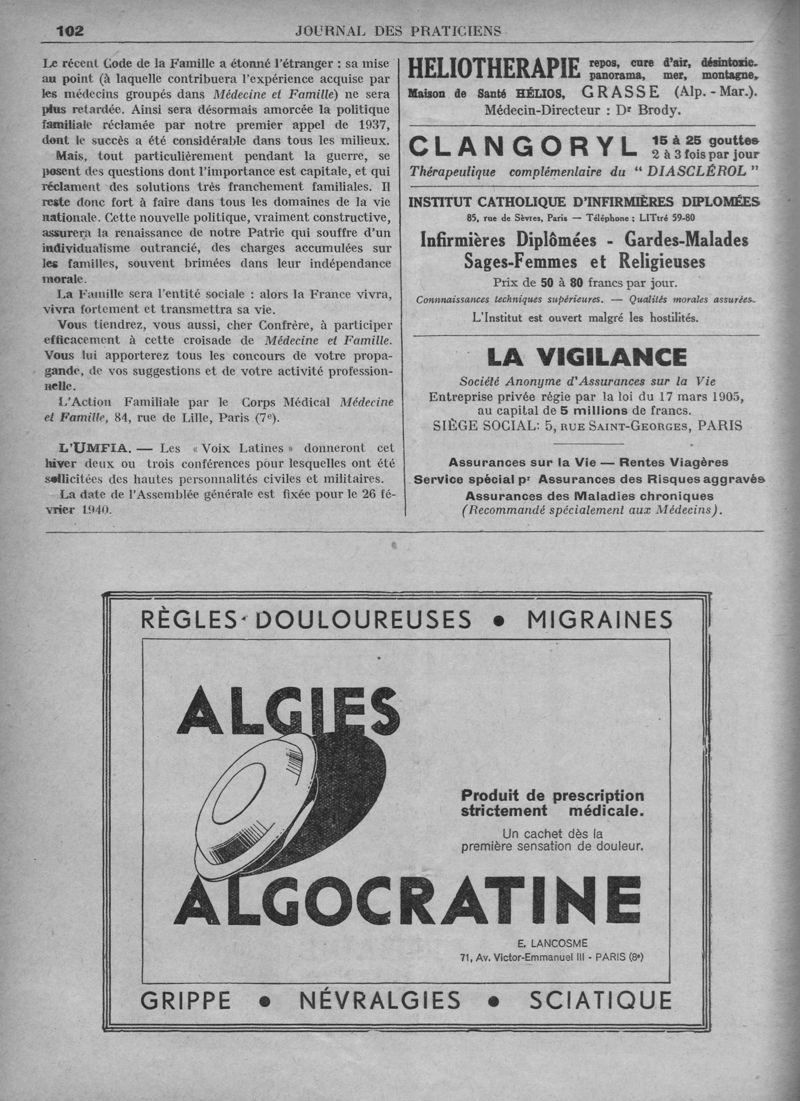 102
JOURNAL DES PRATICIENS
Le récent Code de la Famille a étonné l'étranger : sa mise
au point (à laquelle contribuera l'expérience acquise par
les médecins groupés dans Médecine et Famille) ne sera
plus retardée. Ainsi sera désormais amorcée la politique
familiale réclamée par notre premier appel de 1937,
dont le succès a été considérable dans tous les milieux.
Mais, tout particulièrement pendant la guerre, se
posent des questions dont l'importance est capitale, et qui
réclament des solutions très franchement familiales. Il
reste donc fort à faire dans tous les domaines de la vie
nationale. Cette nouvelle politique, vraiment constructive,
assurera la renaissance de notre Patrie qui souffre d'un
individualisme outrancié, des charges accumulées sur
les familles, souvent brimées dans leur indépendance
morale.
La Famille sera l'entité sociale : alors la France vivra,
vivra fortement et transmettra sa vie.
Vous tiendrez, vous aussi, cher Confrère, à participer
efficacement à cette croisade de Médecine et Famille.
Vous lui apporterez tous les concours de votre propa-
gande, de vos suggestions et de votre activité profession-
nelle.
L'Action Familiale par le Corps Médical Médecine
et Famille, 84, rue de Lille, Paris (7e).
L'UMFIA. — Les « Voix Latines » donneront cet
hiver deux ou trois conférences pour lesquelles ont été
sollicitées des hautes personnalités civiles et militaires.
La date de l'Assemblée générale est fixée pour le 26 fé-
vrier 1940.
HELIOTHERAPIE repos, cure d'air, désintoxic.
panorama, mer, montagne,
Maison de Santé HÉLIOS, GRASSE (Alp. - Mar.).
Médecin-Directeur : Dr Brody.
CLANGORYL 15 à 25 gouttes
2 à 3 fois par jour
Thérapeulique complémenlaire du “ DIASCLÉROL ”
INSTITUT CATHOLIQUE D'INFIRMIÈRES DIPLOMÉES
85, rue de Sèvres, Paris — Téléphone : LITtré 59-80
Infirmières Diplômées - Gardes-Malades
Sages-Femmes et Religieuses
Prix de 50 à 80 francs par jour.
Connnaissances techniques supérieures. — Qualités morales assurées.
L'Institut est ouvert malgré les hostilités.
LA VIGILANCE
Société Anonyme d'Assurances sur la Vie
Entreprise privée régie par la loi du 17 mars 1905,
au capital de 5 millions de francs.
SIÈGE SOCIAL: 5, RUE SAINT-GEORGES, PARIS
Assurances sur la Vie — Rentes Viagères
Service spécial pr Assurances des Risques aggravés
Assurances des Maladies chroniques
(Recommandé spécialement aux Médecins).
RÈGLES DOULOUREUSES • MIGRAINES
ALGIES
Produit de prescription
strictement médicale.
Un cachet dès la
première sensation de douleur.
ALGOCRATINE
E. LANCOSME
71, Av. Victor-Emmanuel III - PARIS (8e)
GRIPPE • NÉVRALGIES • SCIATIQUE